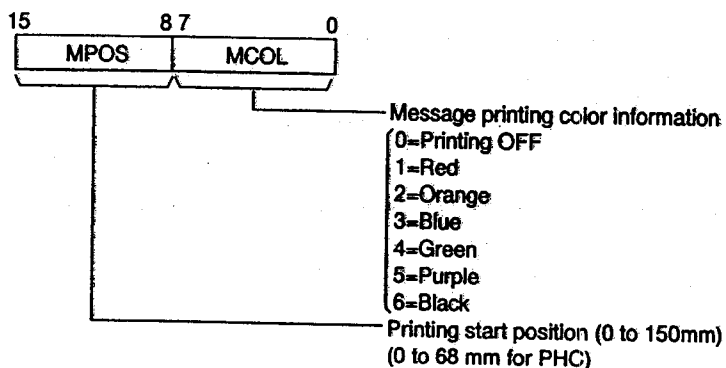 15 8 7 0
MPOS MCOL
Message printing color information
0=Printing OFF
1=Red
2=Orange
3=Blue
4=Green
5=Purple
6=Black
Printing start position (0 to 150mm)
(0 to 68 mm for PHC)